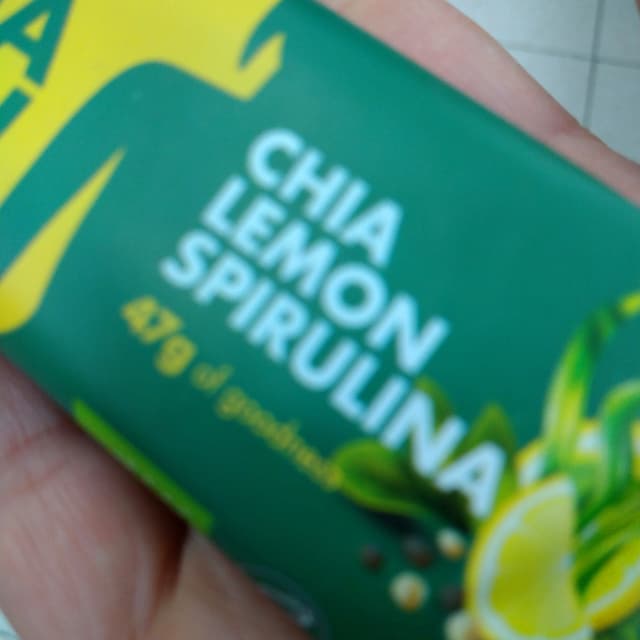 CHIA
LEMON
SPIRULINA
47g of goodness